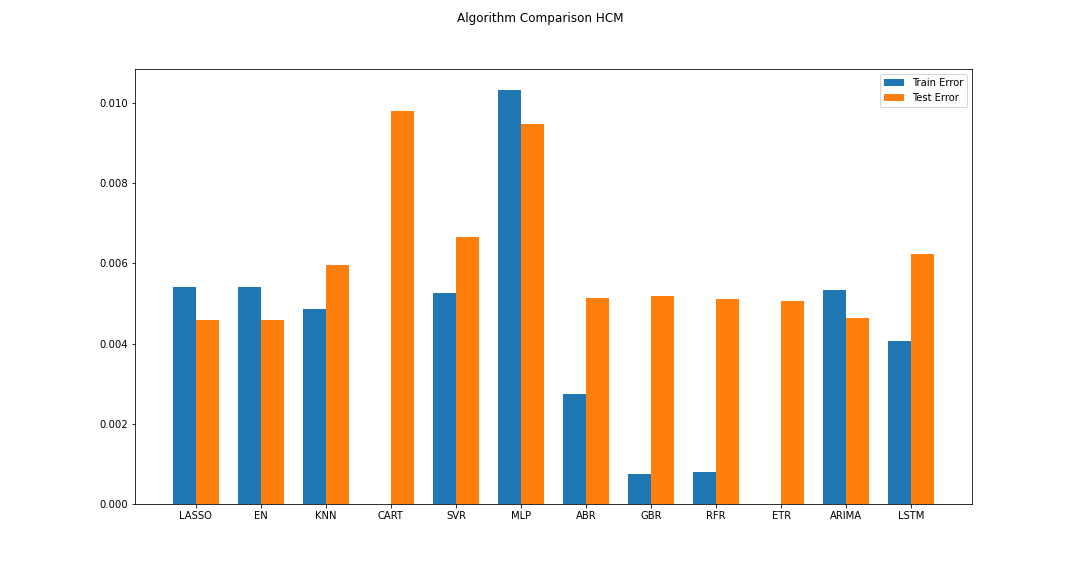 Algorithm Comparison HCM
Train Error
Test Error
0.010
0.008
0.006
0.004
0.002
0.000
LASSO EN KNN CART SVR MLP ABR GBR RFR ETR ARIMA LSTM